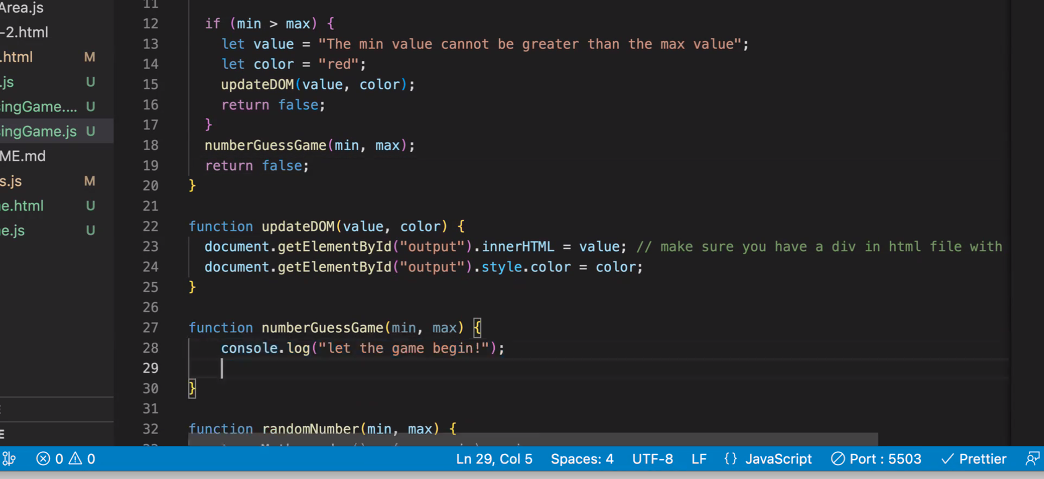 Area.js
-2.html
.html M
.js U
singGame.... U
singGame.js U
ME.md
s.js M
e.html U
e.js U
E
11
12 if (min > max) {
13 let value = "The min value cannot be greater than the max value";
14 let color = "red";
15 updateDOM(value, color);
16 return false;
17 }
18 numberGuessGame(min, max);
19 return false;
20 }
21
22 function updateDOM(value, color) {
23 document.getElementById("output").innerHTML = value; // make sure you have a div in html file with
24 document.getElementById("output").style.color = color;
25 }
26
27 function numberGuessGame(min, max) {
28 console.log("let the game begin!");
29
30 }
31
32 function randomNumber(min, max) {
0 0 Ln 29, Col 5 Spaces: 4 UTF-8 LF {} JavaScript Port : 5503 Prettier